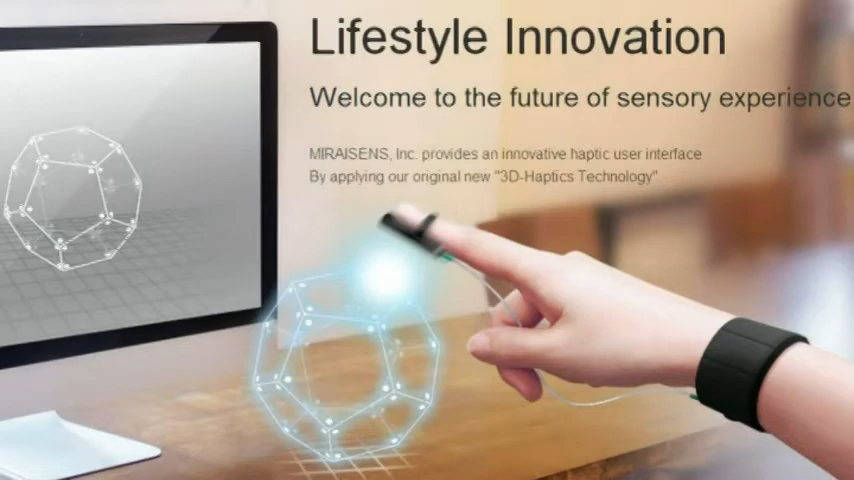 Lifestyle Innovation
Welcome to the future of sensory experience
MIRAISENS, Inc. provides an innovative haptic user interface
By applying our original new "3D-Haptics Technology"